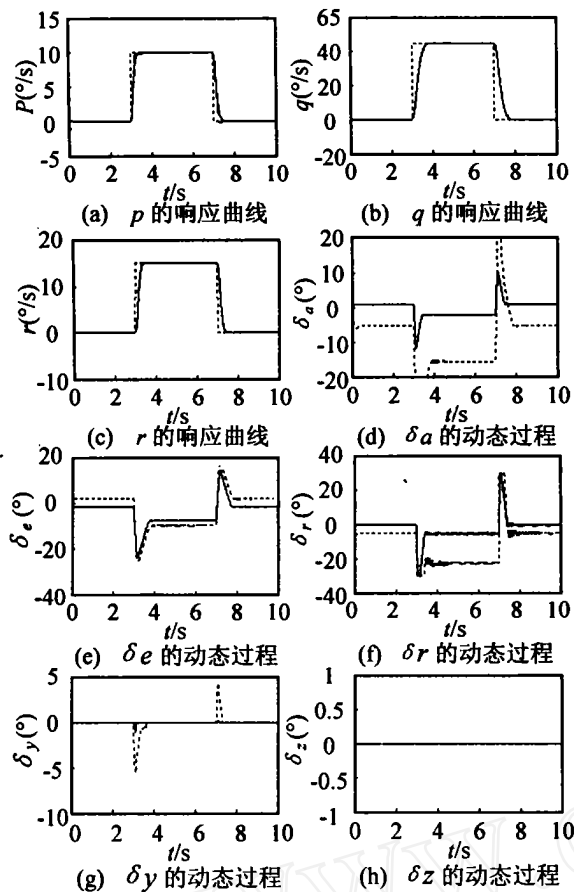 15
10
5
0
-5
P(°/s)
0 2 4 6 8 10
t/s
(a) p 的响应曲线
65
45
20
0
-20
q(°/s)
0 2 4 6 8 10
t/s
(b) q 的响应曲线
20
10
0
-10
r(°/s)
0 2 4 6 8 10
t/s
(c) r 的响应曲线
20
10
0
-10
-20
δa(°)
0 2 4 6 8 10
t/s
(d) δa 的动态过程
20
0
-20
-40
δe(°)
0 2 4 6 8 10
t/s
(e) δe 的动态过程
40
20
0
-20
-40
δr(°)
0 2 4 6 8 10
t/s
(f) δr 的动态过程
5
0
-5
-10
δy(°)
0 2 4 6 8 10
t/s
(g) δy 的动态过程
1
0.5
0
-0.5
-1
δz(°)
0 2 4 6 8 10
t/s
(h) δz 的动态过程